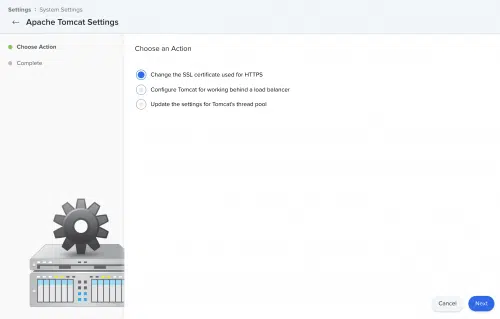 Settings › System Settings
← Apache Tomcat Settings
Choose Action
Complete
Choose an Action
Change the SSL certificate used for HTTPS
Configure Tomcat for working behind a load balancer
Update the settings for Tomcat's thread pool
Cancel
Next